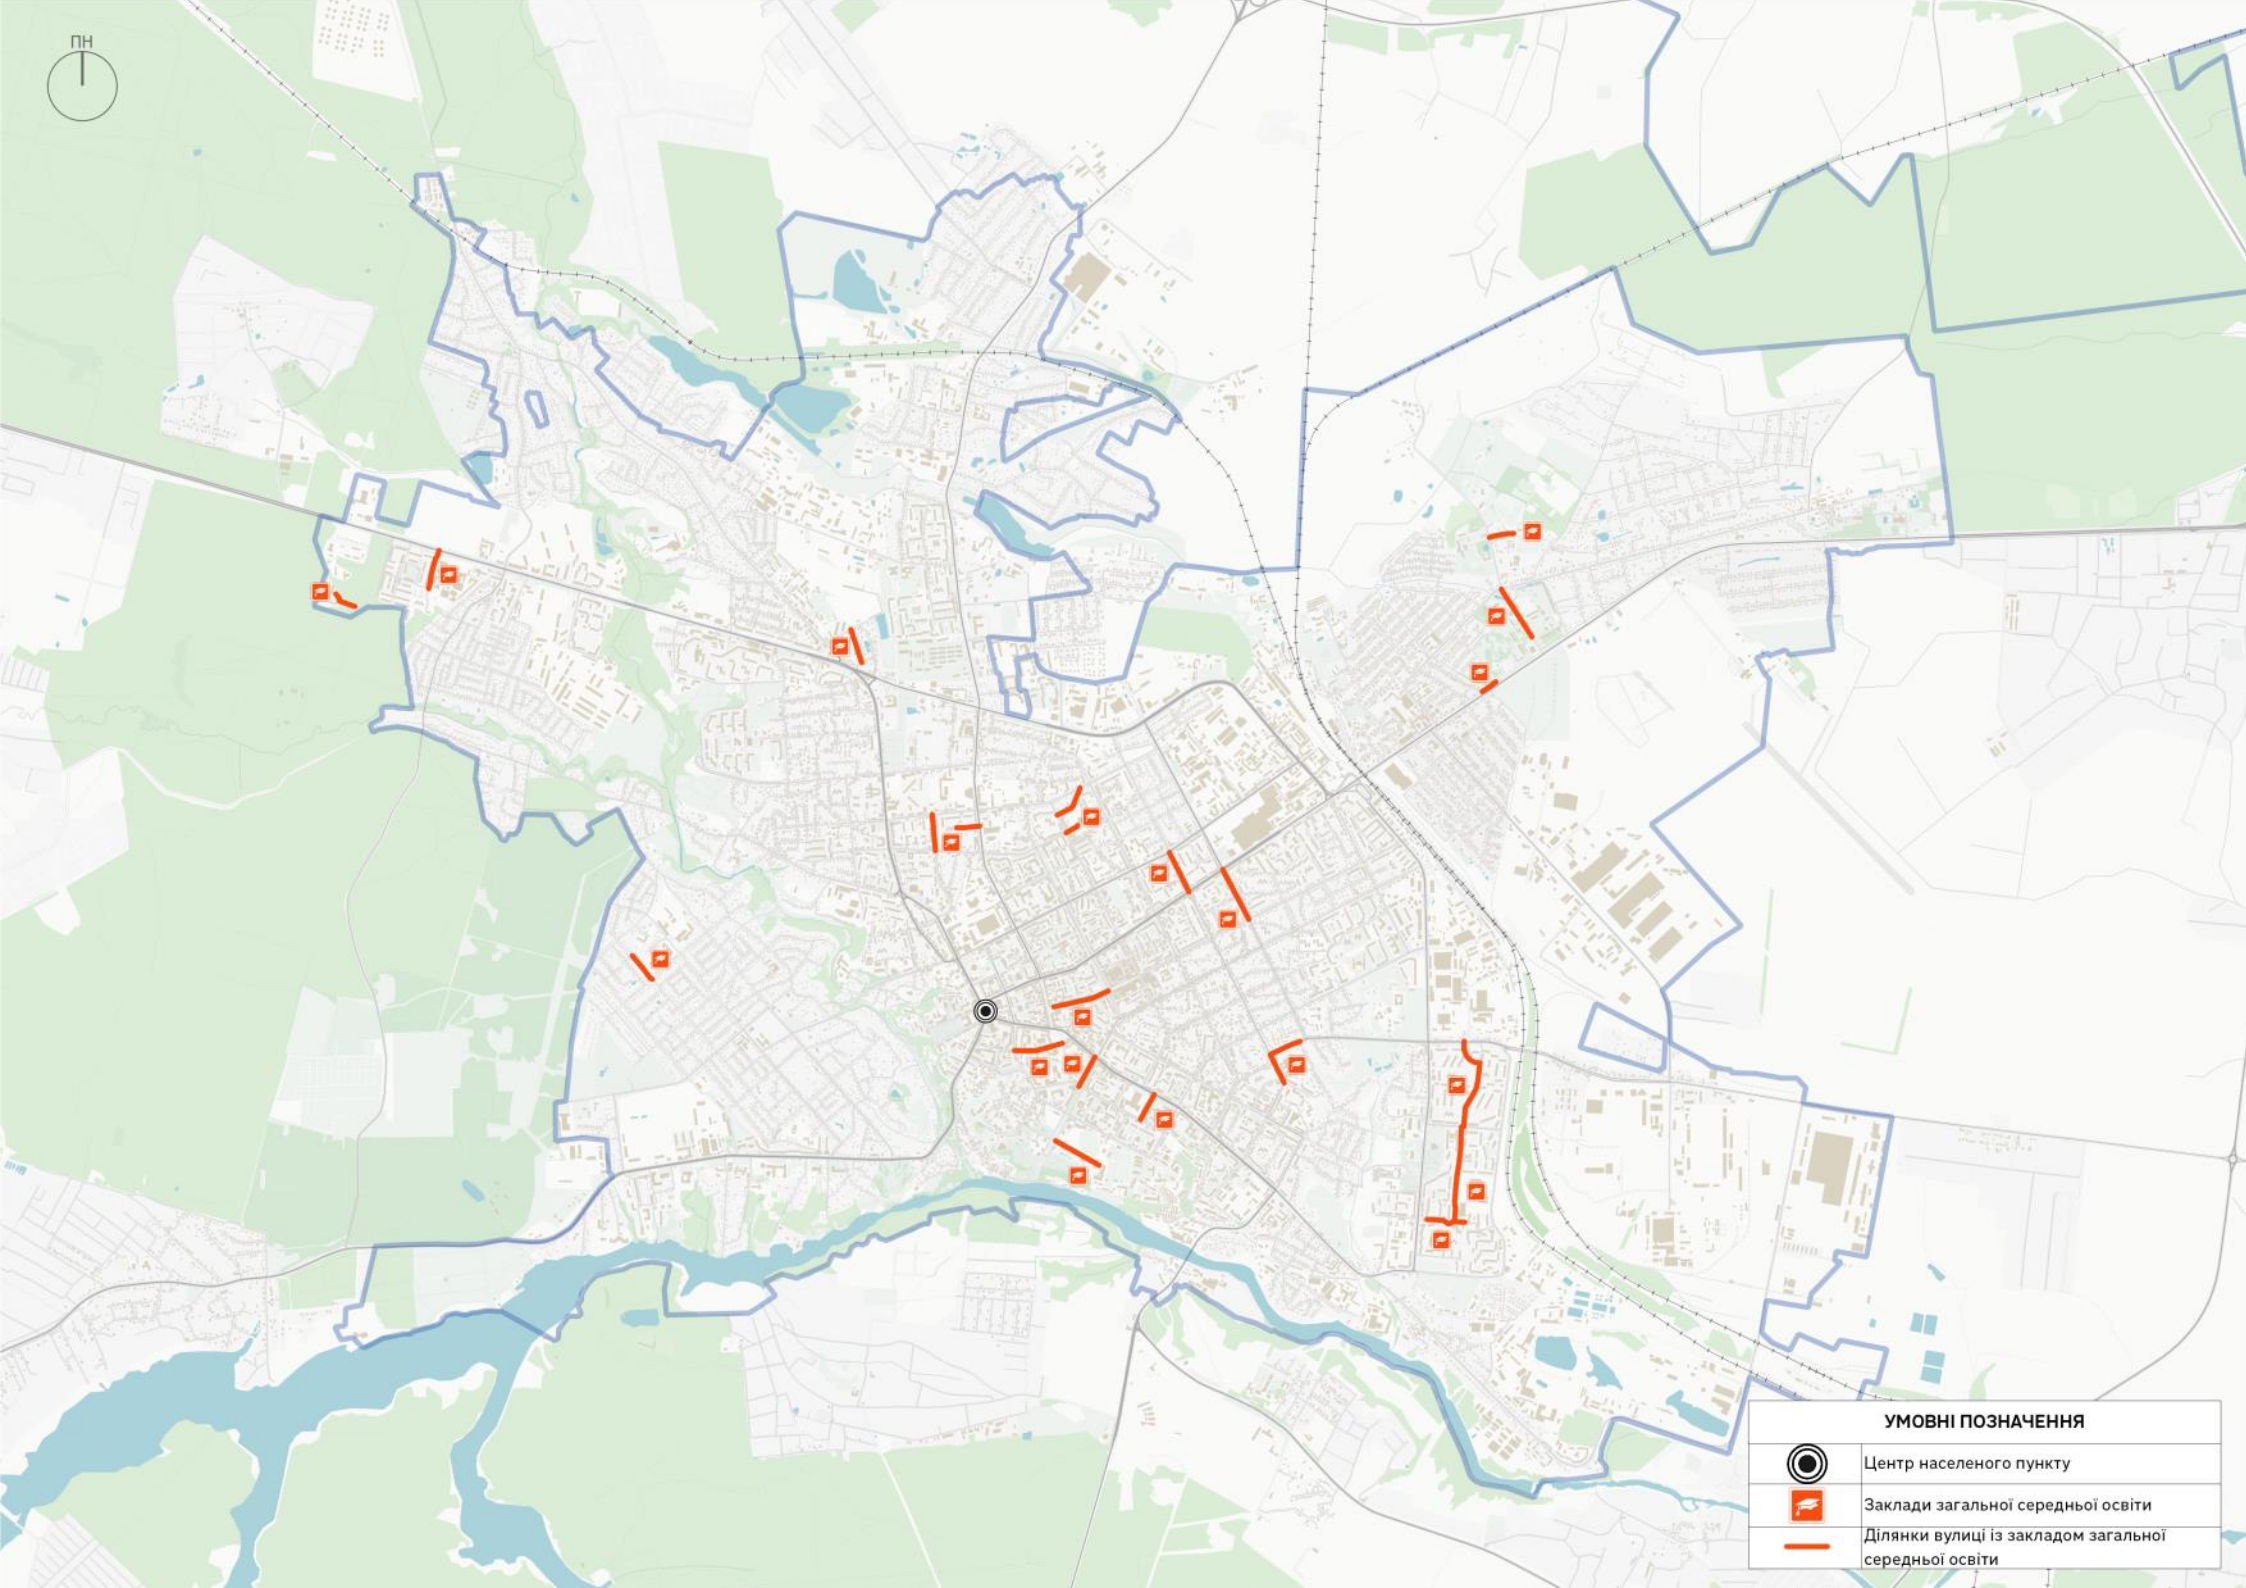 ПН
УМОВНІ ПОЗНАЧЕННЯ
Центр населеного пункту
Заклади загальної середньої освіти
Ділянки вулиці із закладом загальної
середньої освіти